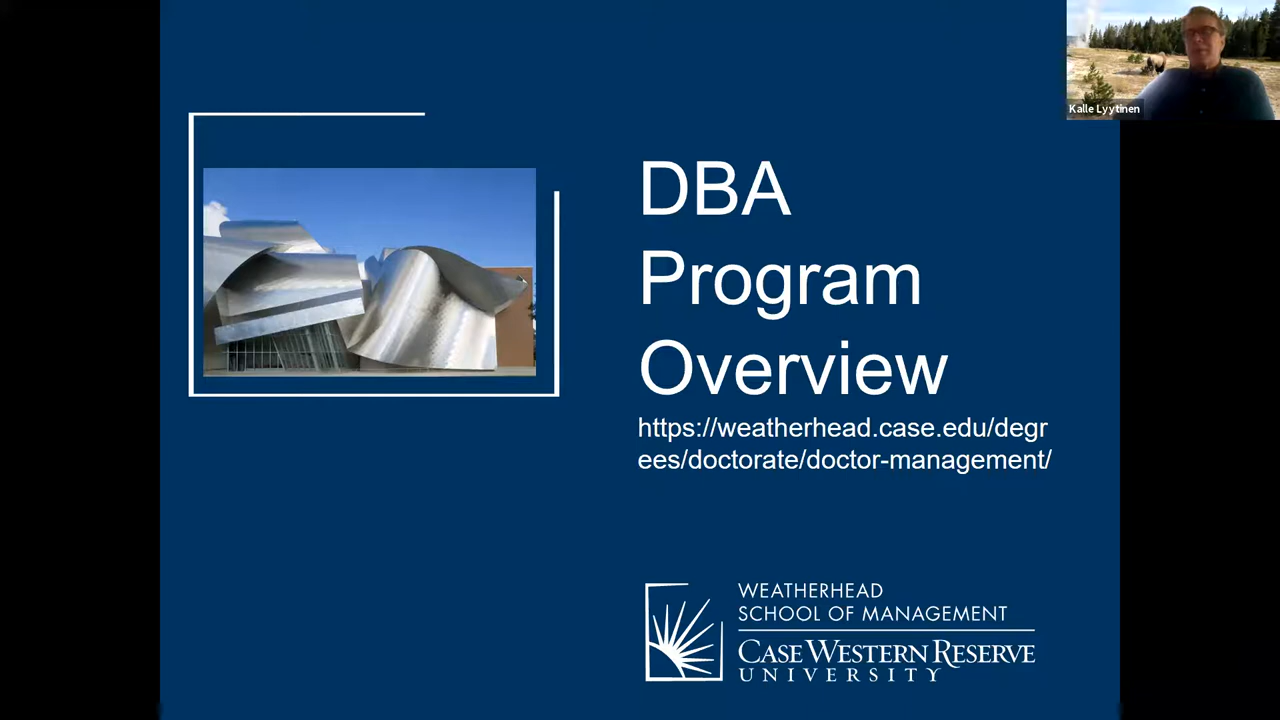 Kalle Lyytinen
DBA
Program
Overview
https://weatherhead.case.edu/degr
ees/doctorate/doctor-management/
WEATHERHEAD
SCHOOL OF MANAGEMENT
CASE WESTERN RESERVE
UNIVERSITY